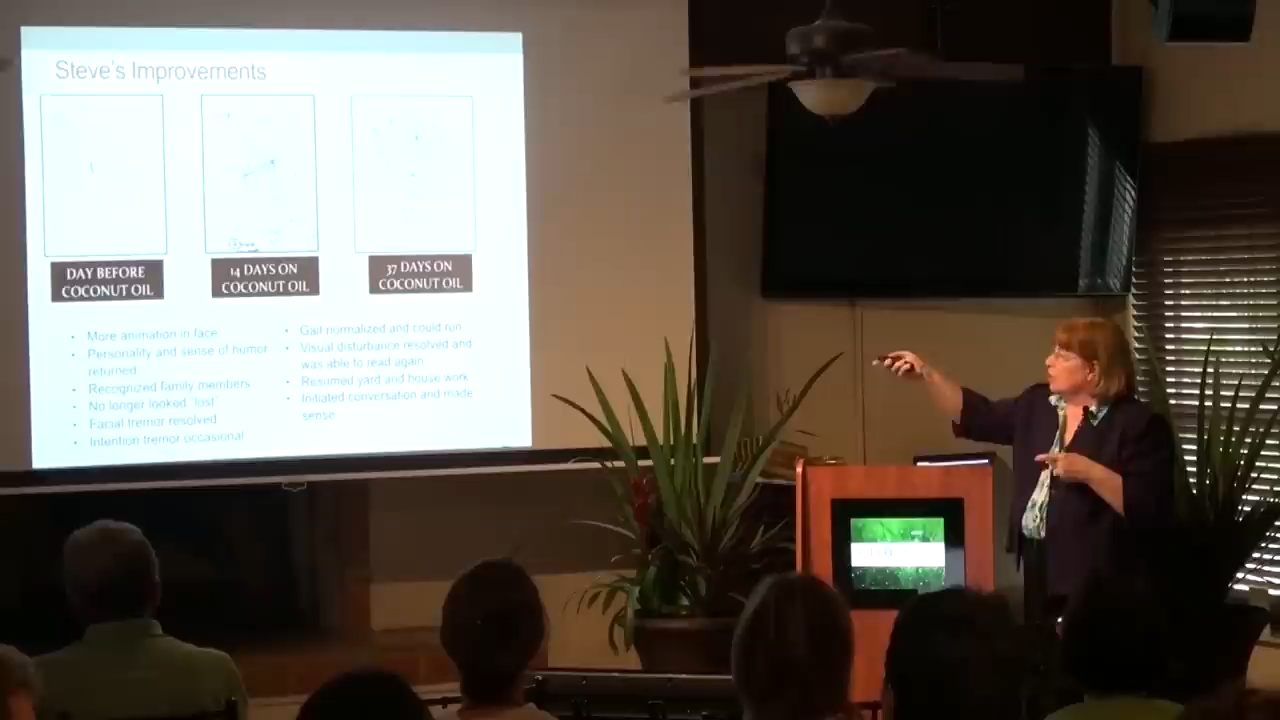 Steve's Improvements
DAY BEFORE
COCONUT OIL
14 DAYS ON
COCONUT OIL
37 DAYS ON
COCONUT OIL
• More animation in face
• Personality and sense of humor
returned
• Recognized family members
• No longer looked "lost"
• Facial tremor resolved
• Intention tremor occasional
• Gait normalized and could run
• Visual disturbance resolved and
was able to read again
• Resumed yard and house work
• Initiated conversation and made
sense